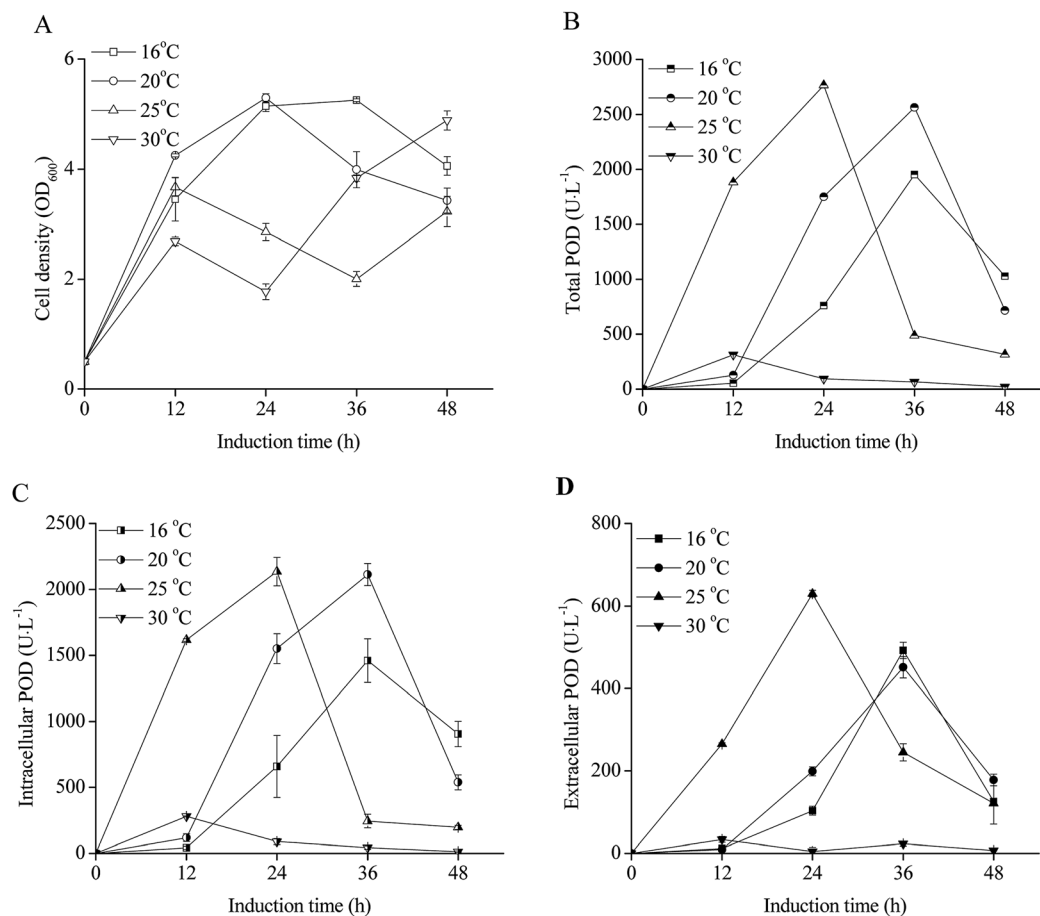 A
16°C
20°C
25°C
30°C
Cell density (OD600)
6
4
2
0
0 12 24 36 48
Induction time (h)
B
16 °C
20 °C
25 °C
30 °C
Total POD (U·L-1)
3000
2500
2000
1500
1000
500
0
0 12 24 36 48
Induction time (h)
C
16 °C
20 °C
25 °C
30 °C
Intracellular POD (U·L-1)
2500
2000
1500
1000
500
0
0 12 24 36 48
Induction time (h)
D
16 °C
20 °C
25 °C
30 °C
Extracellular POD (U·L-1)
800
600
400
200
0
0 12 24 36 48
Induction time (h)